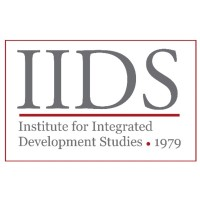 IIDS
Institute for Integrated
Development Studies • 1979